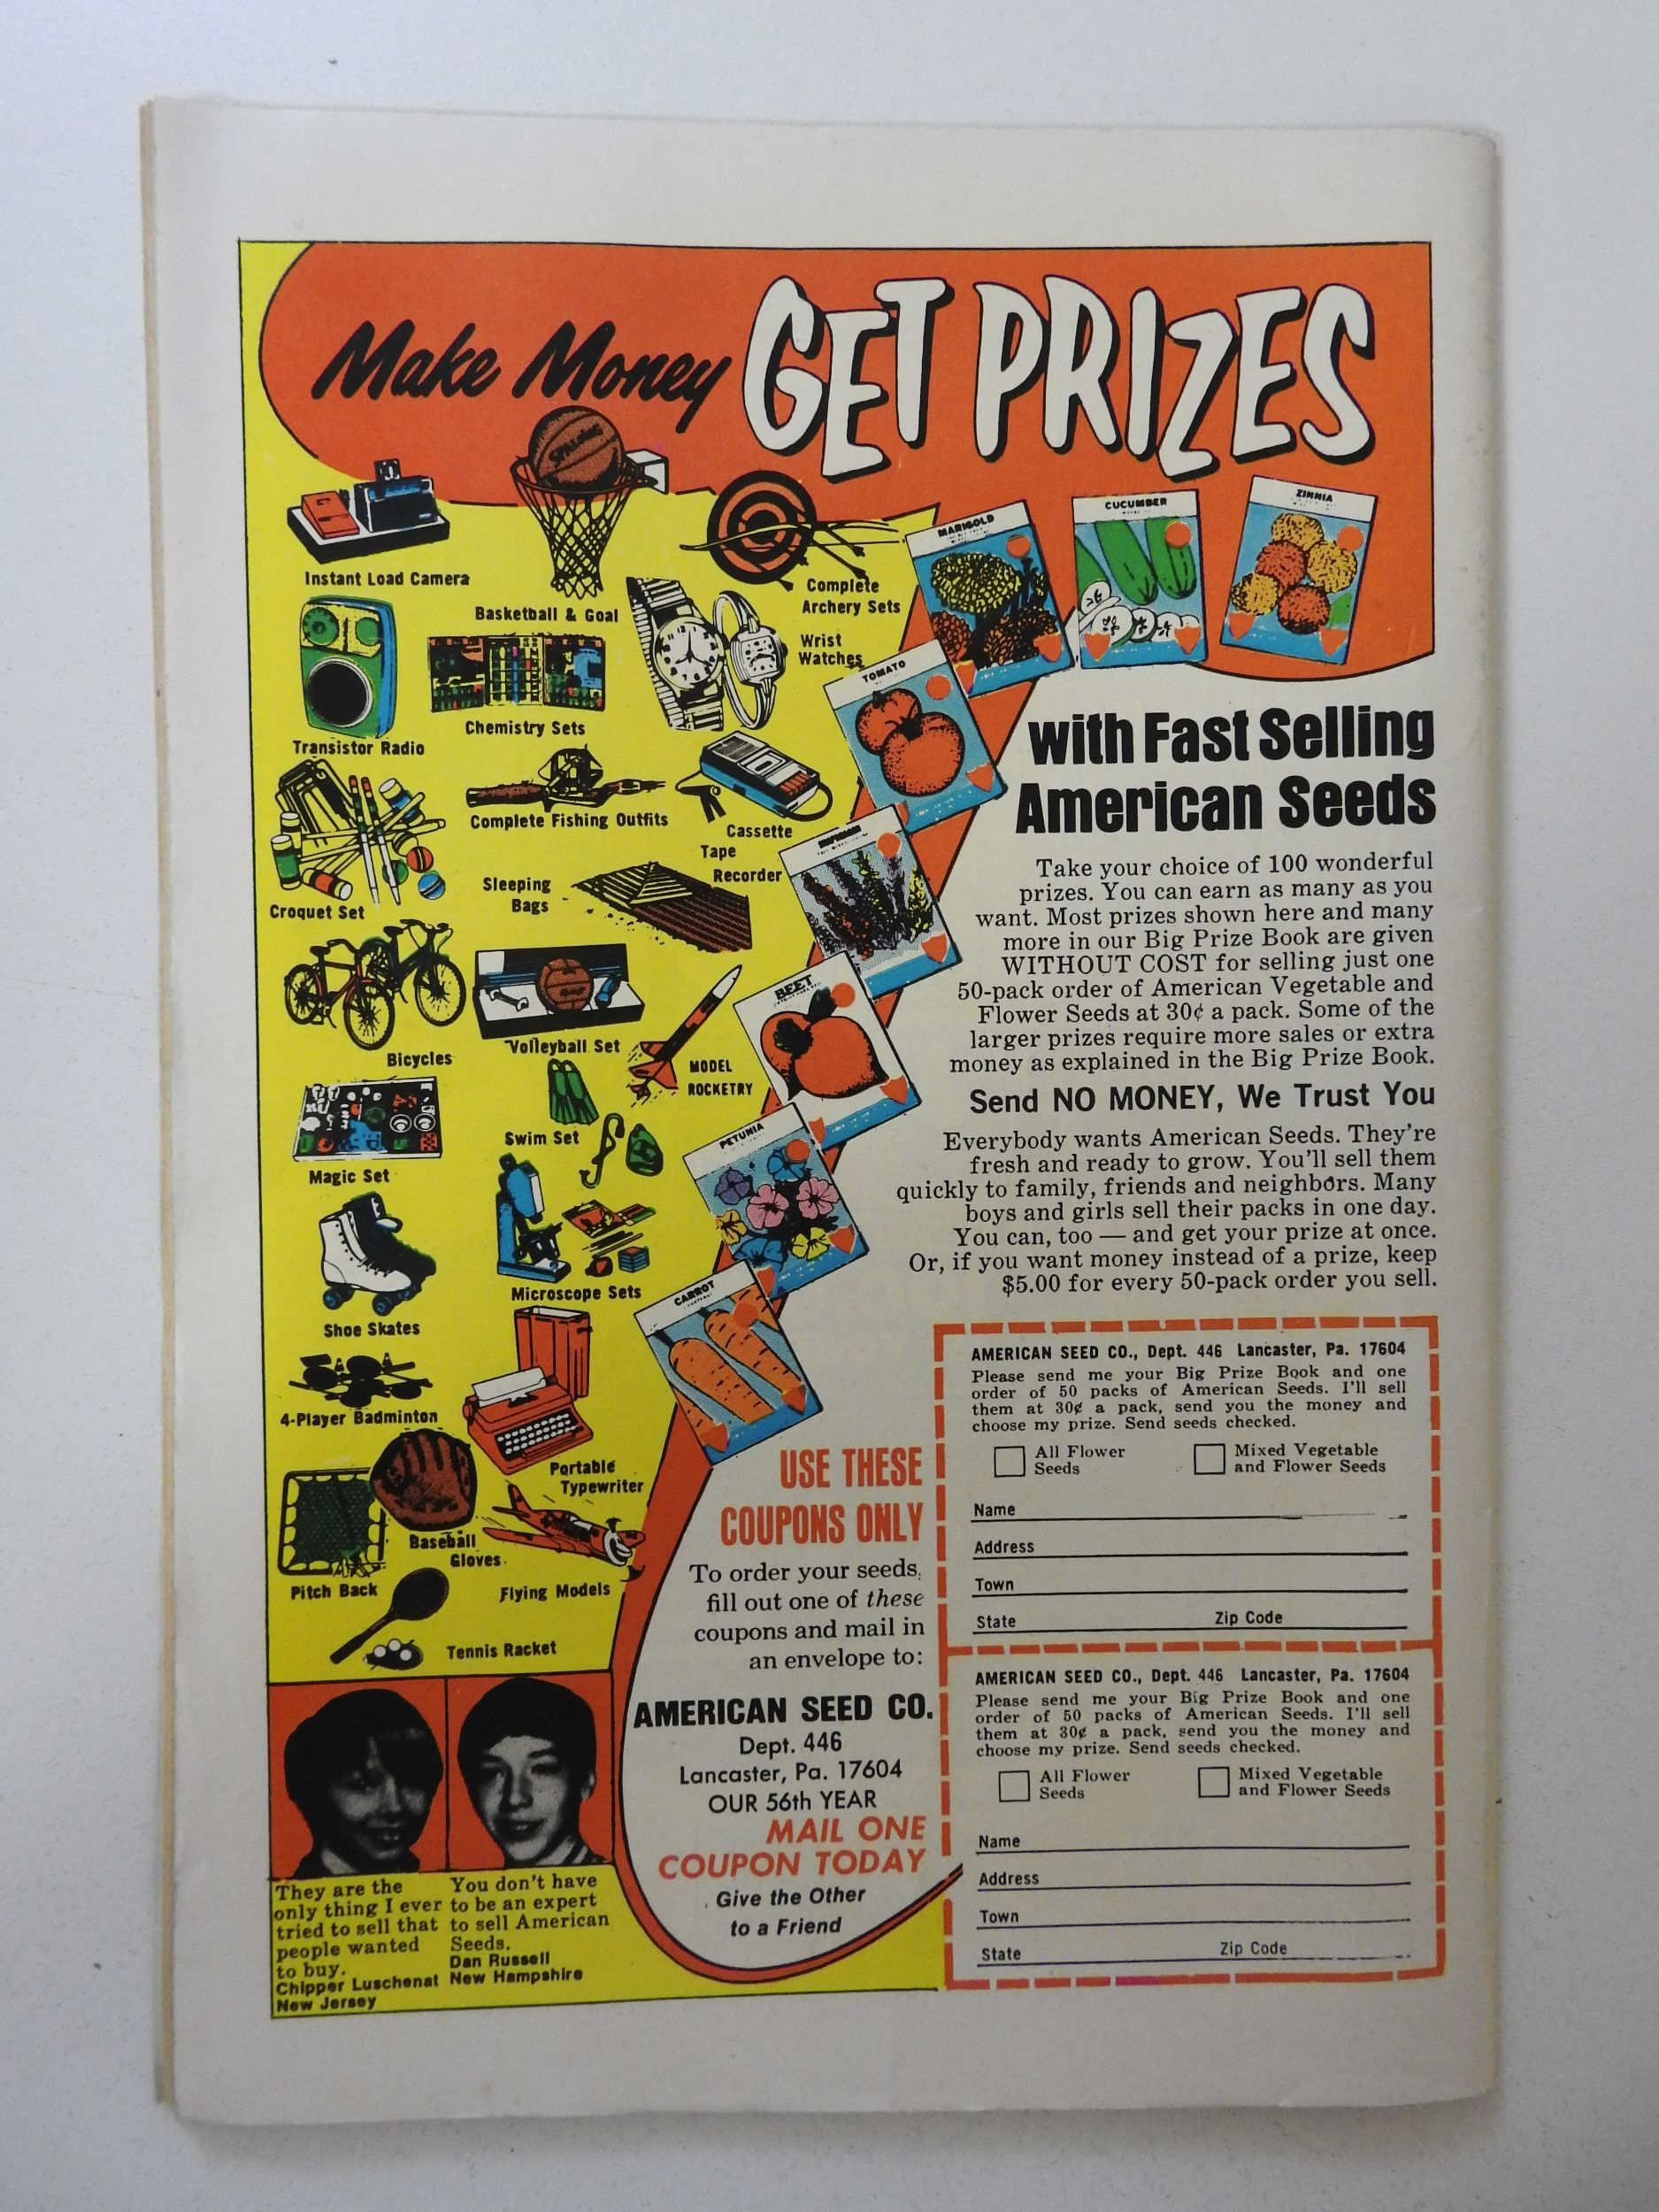 Make Money GET PRIZES
SPALDING
Instant Load Camera
Basketball & Goal
Complete
Archery Sets
Wrist
Watches
Transistor Radio
Chemistry Sets
Complete Fishing Outfits
Cassette
Tape
Recorder
Croquet Set
Sleeping
Bags
Bicycles
Volleyball Set
MODEL
ROCKETRY
Magic Set
Swim Set
Microscope Sets
Shoe Skates
4-Player Badminton
Portable
Typewriter
Baseball
Gloves
Pitch Back
Flying Models
Tennis Racket
MARIGOLD
CUCUMBER
ZINNIA
TOMATO
BEET
PETUNIA
CARROT
with Fast Selling
American Seeds
Take your choice of 100 wonderful
prizes. You can earn as many as you
want. Most prizes shown here and many
more in our Big Prize Book are given
WITHOUT COST for selling just one
50-pack order of American Vegetable and
Flower Seeds at 30¢ a pack. Some of the
larger prizes require more sales or extra
money as explained in the Big Prize Book.
Send NO MONEY, We Trust You
Everybody wants American Seeds. They're
fresh and ready to grow. You'll sell them
quickly to family, friends and neighbors. Many
boys and girls sell their packs in one day.
You can, too — and get your prize at once.
Or, if you want money instead of a prize, keep
$5.00 for every 50-pack order you sell.
USE THESE
COUPONS ONLY
To order your seeds,
fill out one of these
coupons and mail in
an envelope to:
AMERICAN SEED CO.
Dept. 446
Lancaster, Pa. 17604
OUR 56th YEAR
MAIL ONE
COUPON TODAY
Give the Other
to a Friend
AMERICAN SEED CO., Dept. 446 Lancaster, Pa. 17604
Please send me your Big Prize Book and one
order of 50 packs of American Seeds. I'll sell
them at 30¢ a pack, send you the money and
choose my prize. Send seeds checked.
All Flower
Seeds
Mixed Vegetable
and Flower Seeds
Name
Address
Town
State Zip Code
AMERICAN SEED CO., Dept. 446 Lancaster, Pa. 17604
Please send me your Big Prize Book and one
order of 50 packs of American Seeds. I'll sell
them at 30¢ a pack, send you the money and
choose my prize. Send seeds checked.
All Flower
Seeds
Mixed Vegetable
and Flower Seeds
Name
Address
Town
State Zip Code
They are the
only thing I ever
tried to sell that
people wanted
to buy.
Chipper Luschenat
New Jersey
You don't have
to be an expert
to sell American
Seeds.
Dan Russell
New Hampshire